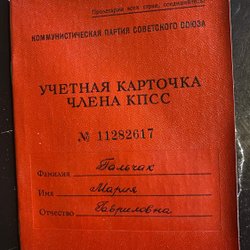 Пролетарии всех стран, соединяйтесь!
КОММУНИСТИЧЕСКАЯ ПАРТИЯ СОВЕТСКОГО СОЮЗА
УЧЕТНАЯ КАРТОЧКА
ЧЛЕНА КПСС
№ 11282617
Фамилия Гальчак
Имя Мария
Отчество Гавриловна